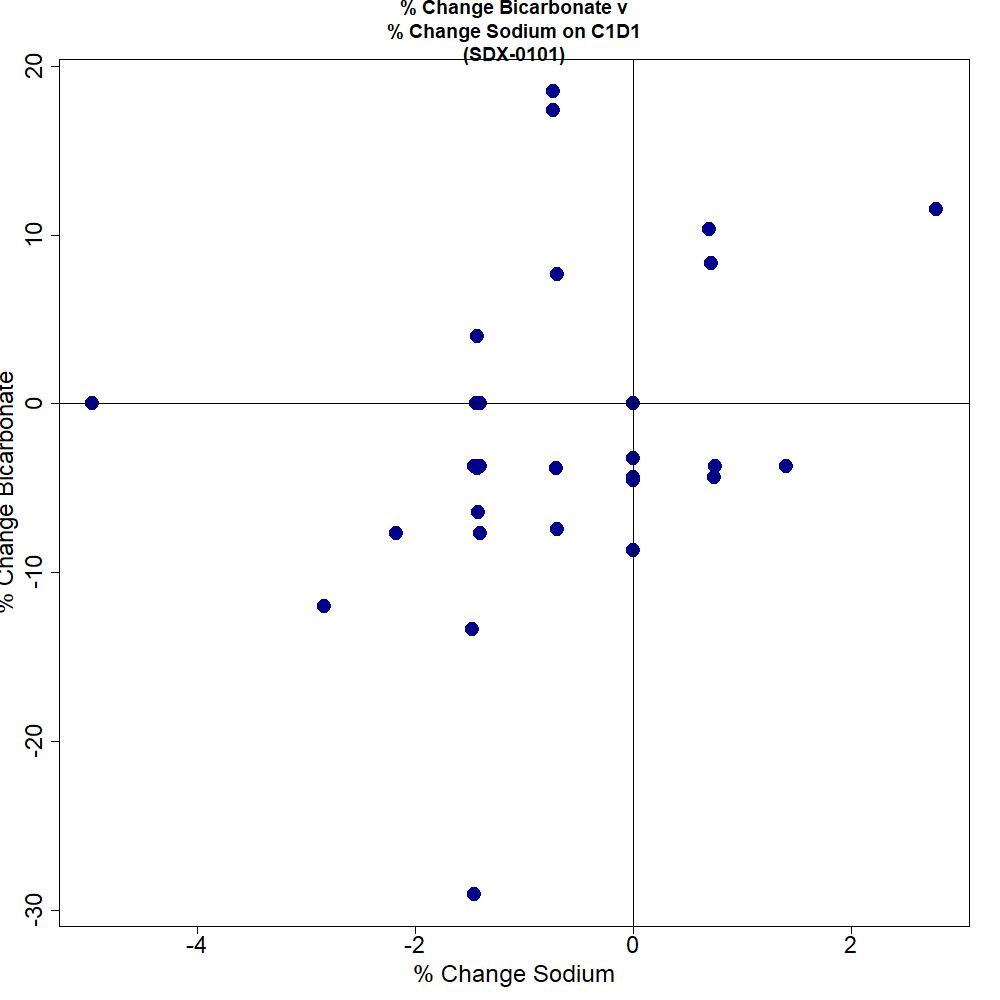 % Change Bicarbonate v
% Change Sodium on C1D1
(SDX-0101)
20
10
0
-10
-20
-30
% Change Bicarbonate
-4
-2
0
2
% Change Sodium